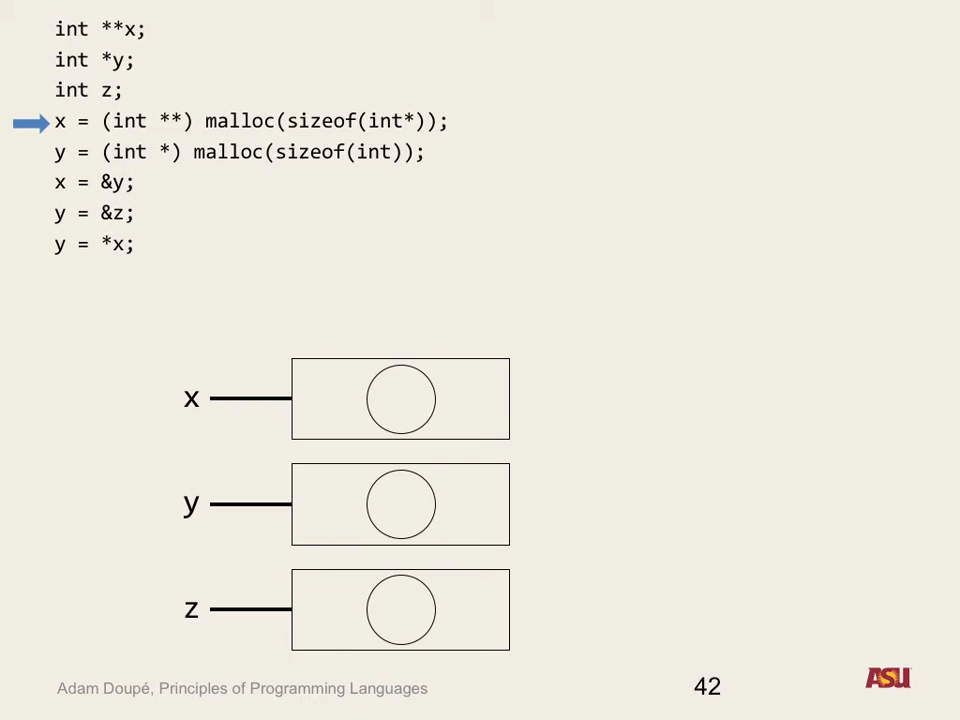 int **x;
int *y;
int z;
x = (int **) malloc(sizeof(int*));
y = (int *) malloc(sizeof(int));
x = &y;
y = &z;
y = *x;
x
y
z
Adam Doupé, Principles of Programming Languages
42
ASU